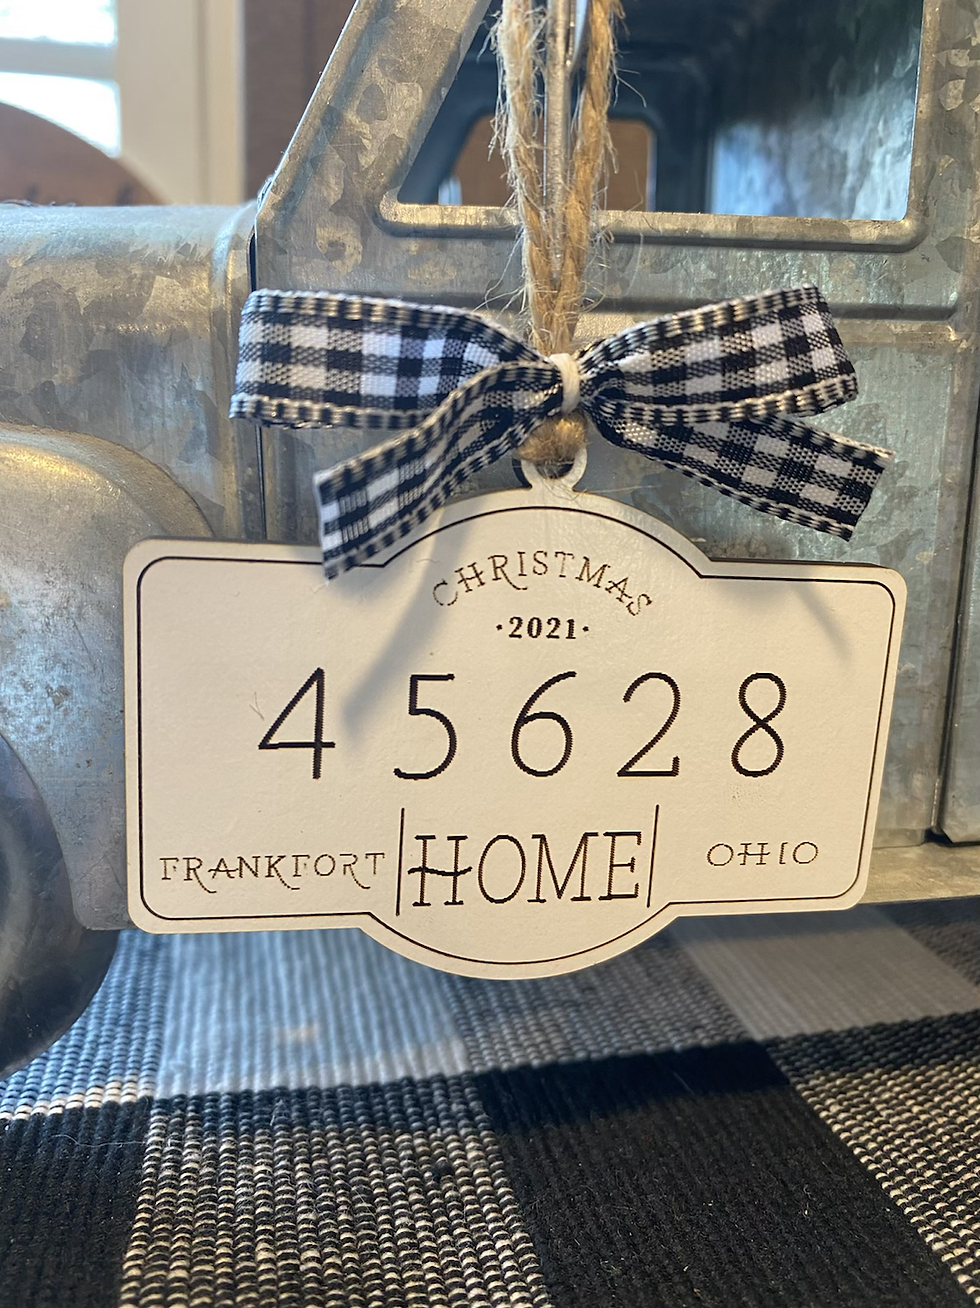 CHRISTMAS
·2021·
45628
FRANKFORT |HOME| OHIO